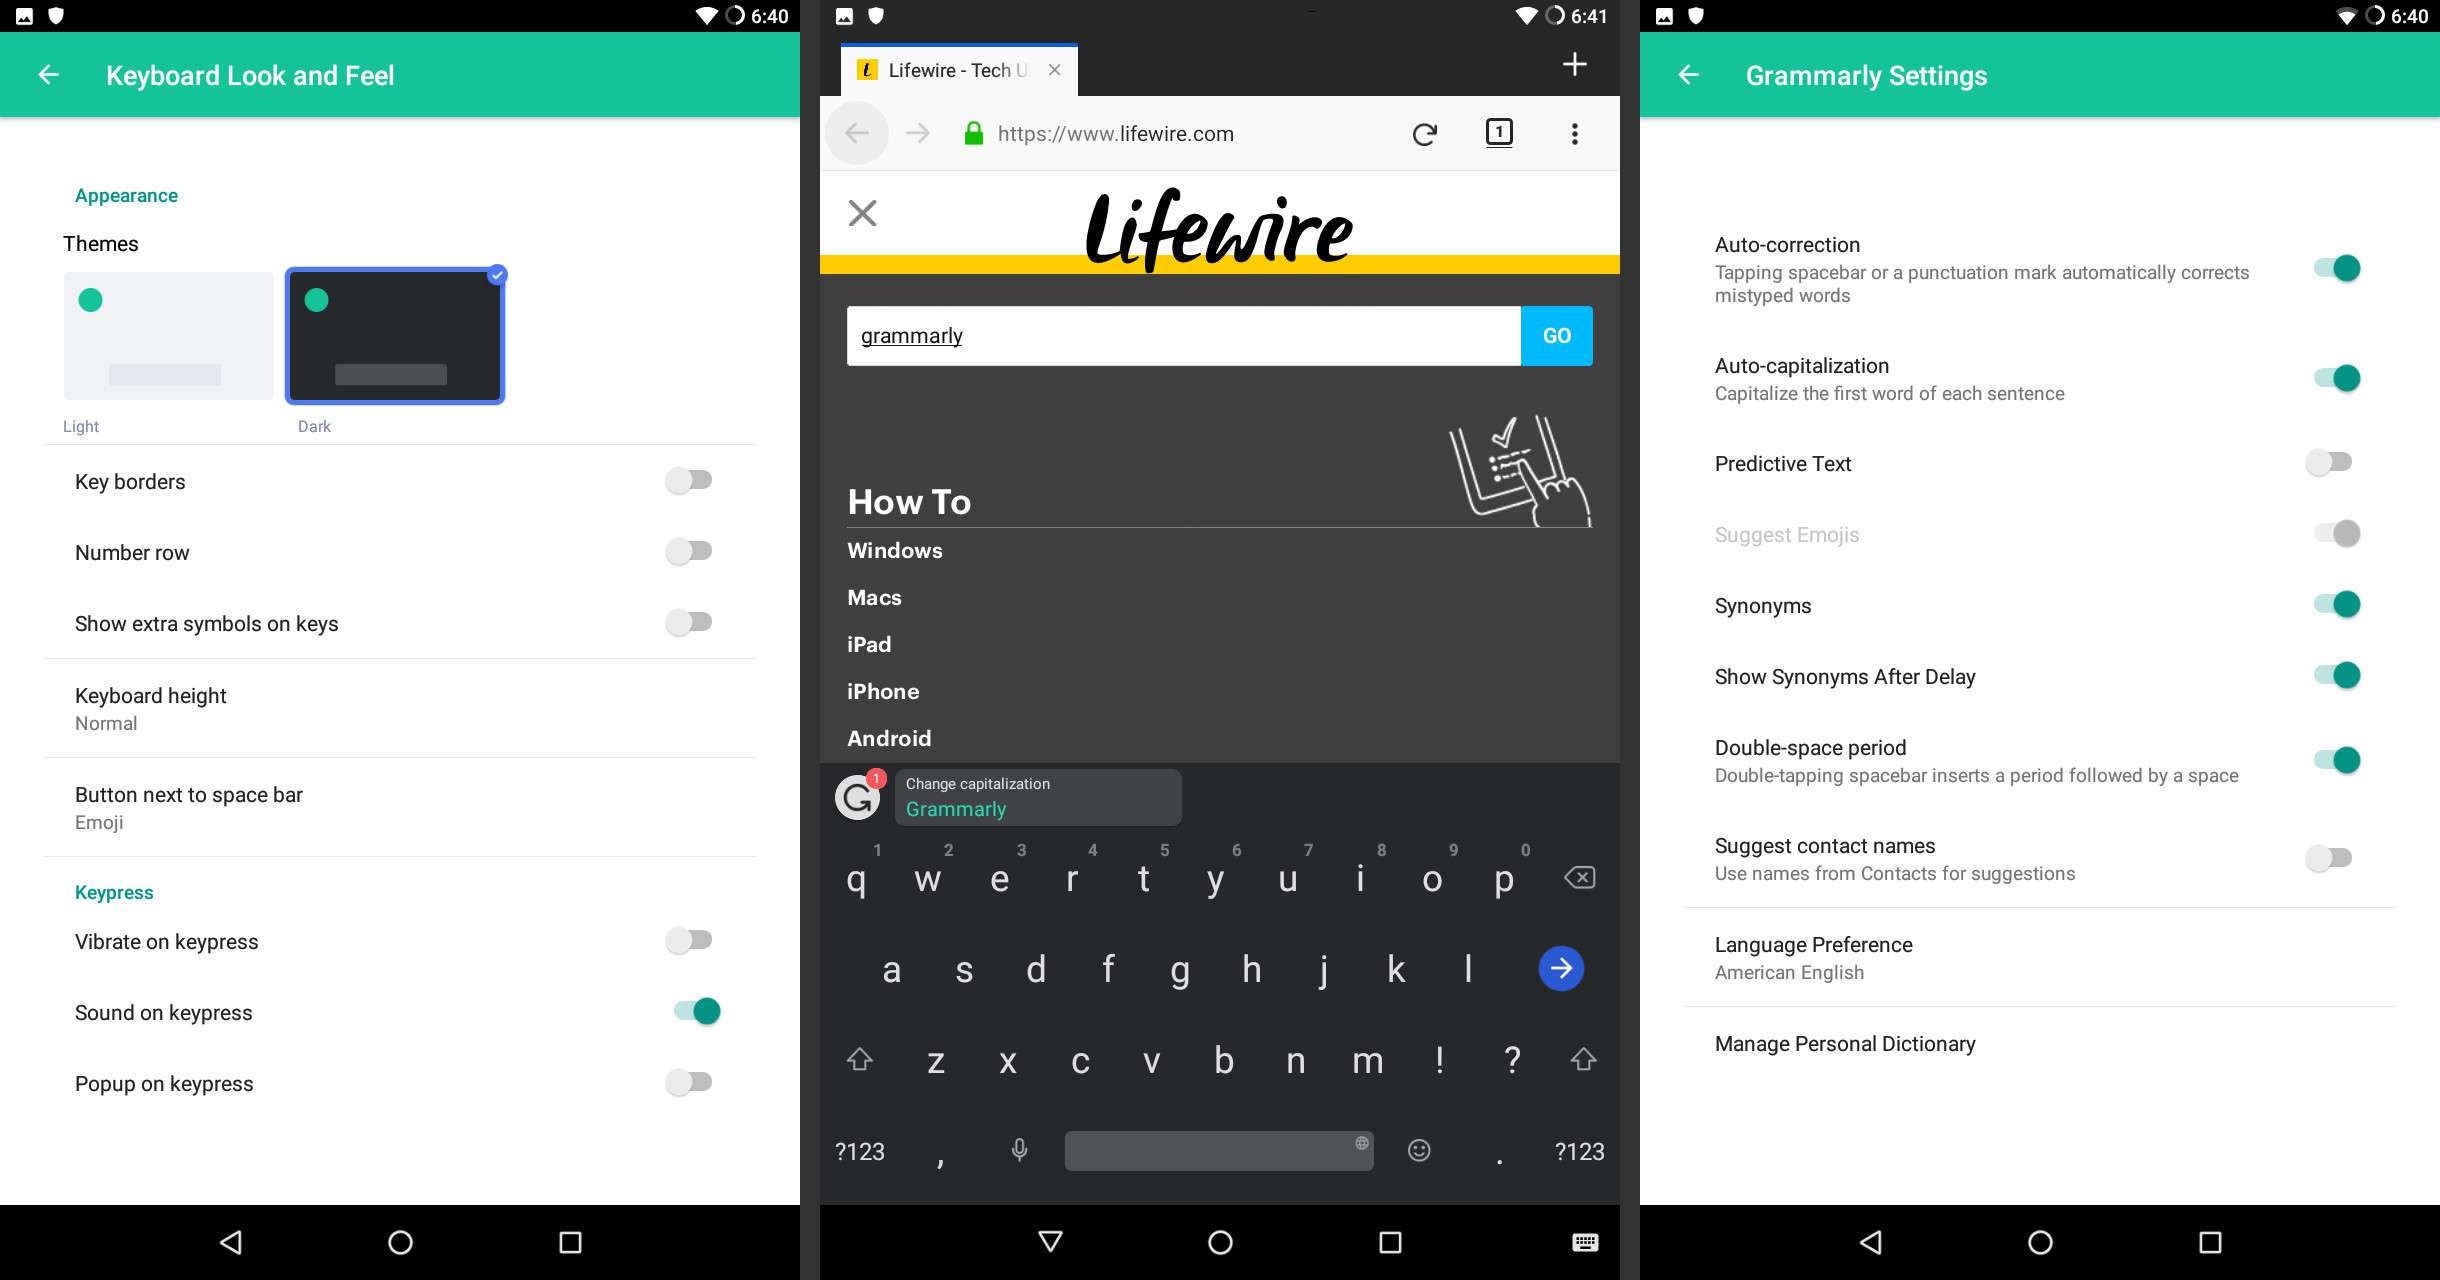 6:40
Keyboard Look and Feel
Appearance
Themes
Light
Dark
Key borders
Number row
Show extra symbols on keys
Keyboard height
Normal
Button next to space bar
Emoji
Keypress
Vibrate on keypress
Sound on keypress
Popup on keypress
6:41
Lifewire - Tech U
https://www.lifewire.com
1
Lifewire
grammarly
GO
How To
Windows
Macs
iPad
iPhone
Android
1
Change capitalization
Grammarly
1 2 3 4 5 6 7 8 9 0
q w e r t y u i o p
a s d f g h j k l
z x c v b n m ! ?
?123 , . ?123
6:40
Grammarly Settings
Auto-correction
Tapping spacebar or a punctuation mark automatically corrects
mistyped words
Auto-capitalization
Capitalize the first word of each sentence
Predictive Text
Suggest Emojis
Synonyms
Show Synonyms After Delay
Double-space period
Double-tapping spacebar inserts a period followed by a space
Suggest contact names
Use names from Contacts for suggestions
Language Preference
American English
Manage Personal Dictionary